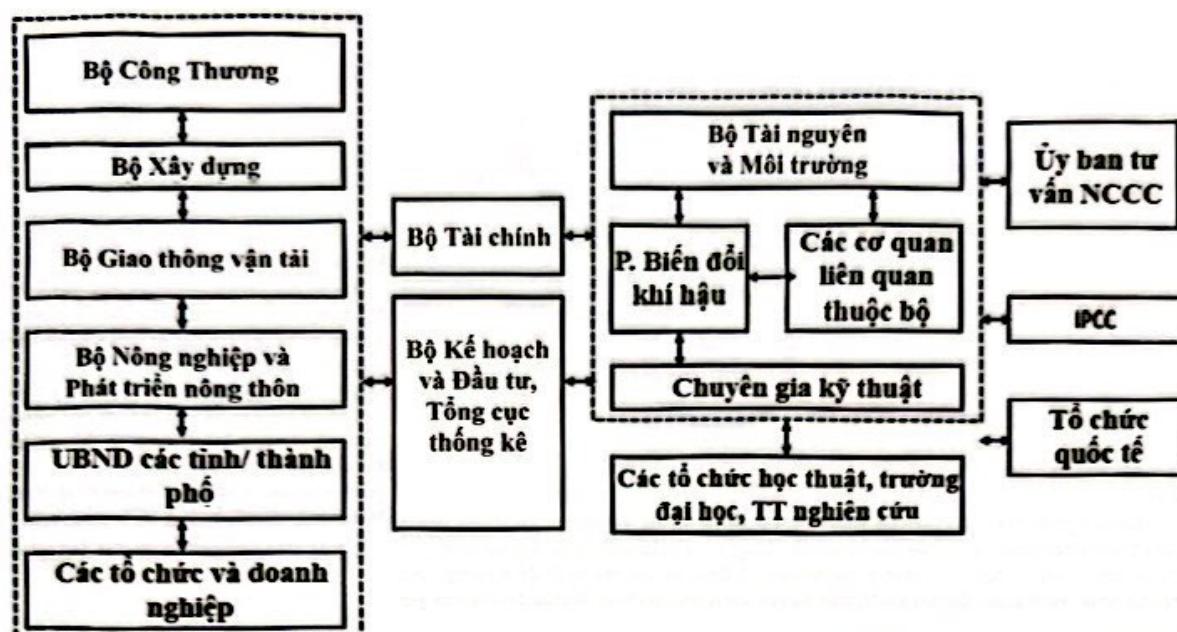 Bộ Công Thương
Bộ Xây dựng
Bộ Giao thông vận tải
Bộ Nông nghiệp và
Phát triển nông thôn
UBND các tỉnh/ thành
phố
Các tổ chức và doanh
nghiệp
Bộ Tài chính
Bộ Kế hoạch
và Đầu tư,
Tổng cục
thống kê
Bộ Tài nguyên
và Môi trường
P. Biến đổi
khí hậu
Các cơ quan
liên quan
thuộc bộ
Chuyên gia kỹ thuật
Các tổ chức học thuật, trường
đại học, TT nghiên cứu
Ủy ban tư
vấn NCCC
IPCC
Tổ chức
quốc tế